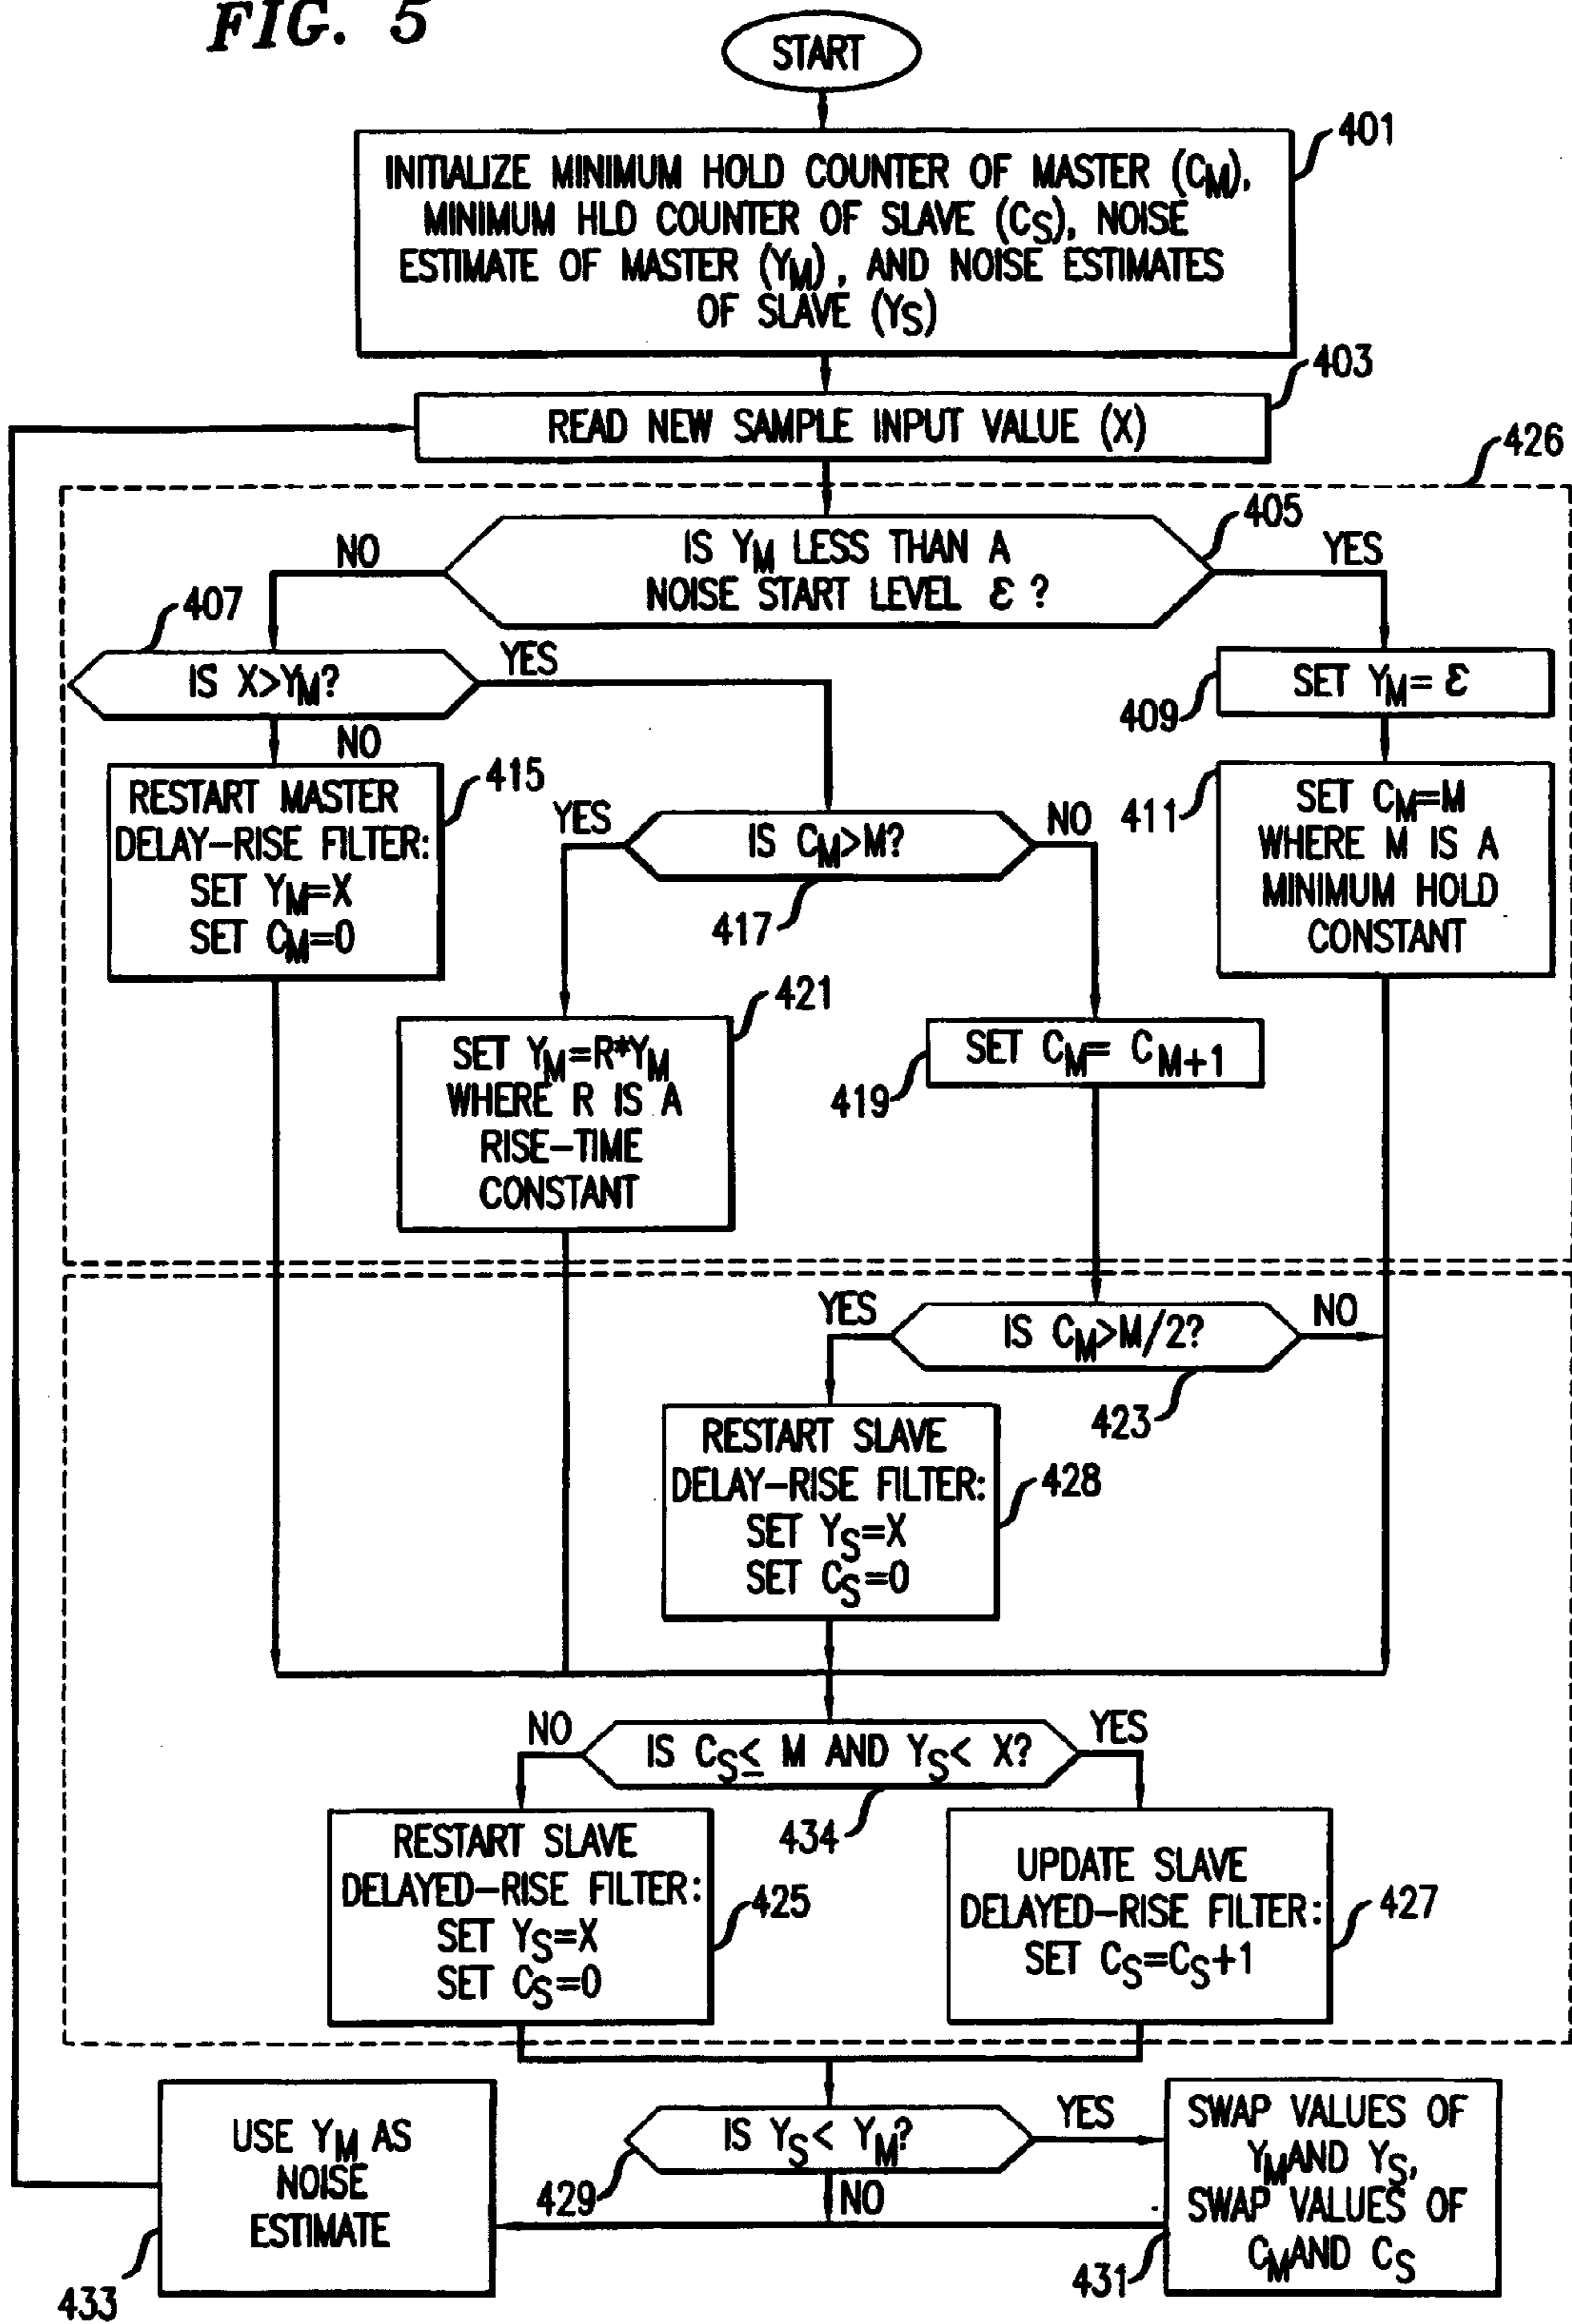 FIG. 5
START
401
INITIALIZE MINIMUM HOLD COUNTER OF MASTER (CM),
MINIMUM HLD COUNTER OF SLAVE (CS), NOISE
ESTIMATE OF MASTER (YM), AND NOISE ESTIMATES
OF SLAVE (YS)
403
READ NEW SAMPLE INPUT VALUE (X)
426
405
IS YM LESS THAN A
NOISE START LEVEL ε ?
NO
YES
407
IS X>YM?
YES
NO
SET YM= ε
409
RESTART MASTER
DELAY-RISE FILTER:
SET YM=X
SET CM=0
415
YES
IS CM>M?
NO
417
411
SET CM=M
WHERE M IS A
MINIMUM HOLD
CONSTANT
421
SET YM=R*YM
WHERE R IS A
RISE-TIME
CONSTANT
SET CM= CM+1
419
YES
IS CM>M/2?
NO
423
RESTART SLAVE
DELAY-RISE FILTER:
SET YS=X
SET CS=0
428
NO
IS CS≤ M AND YS< X?
YES
434
RESTART SLAVE
DELAYED-RISE FILTER:
SET YS=X
SET CS=0
425
UPDATE SLAVE
DELAYED-RISE FILTER:
SET CS=CS+1
427
IS YS< YM?
YES
429
NO
SWAP VALUES OF
YM AND YS,
SWAP VALUES OF
CM AND CS
431
USE YM AS
NOISE
ESTIMATE
433